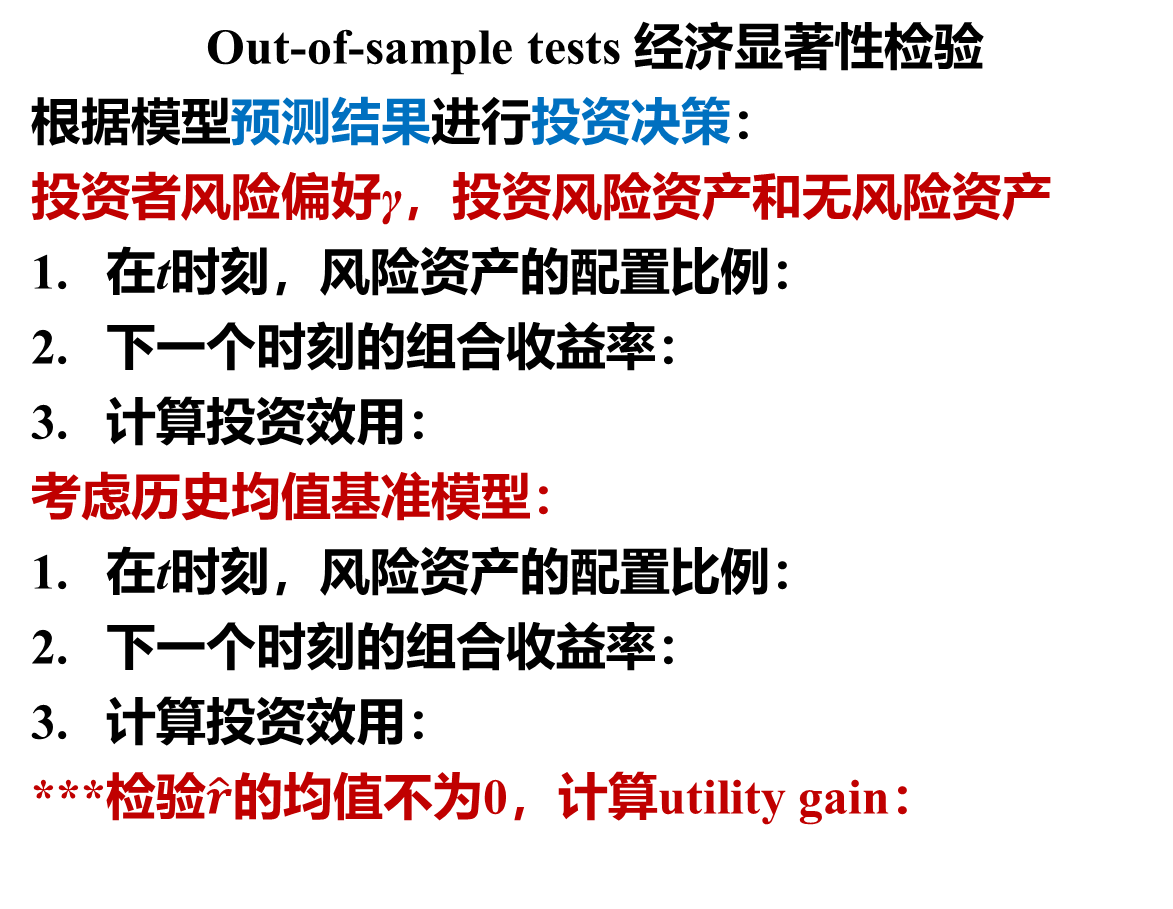 Out-of-sample tests 经济显著性检验
根据模型预测结果进行投资决策：
投资者风险偏好γ，投资风险资产和无风险资产
1. 在t时刻，风险资产的配置比例：
2. 下一个时刻的组合收益率：
3. 计算投资效用：
考虑历史均值基准模型：
1. 在t时刻，风险资产的配置比例：
2. 下一个时刻的组合收益率：
3. 计算投资效用：
***检验r̂的均值不为0，计算utility gain：